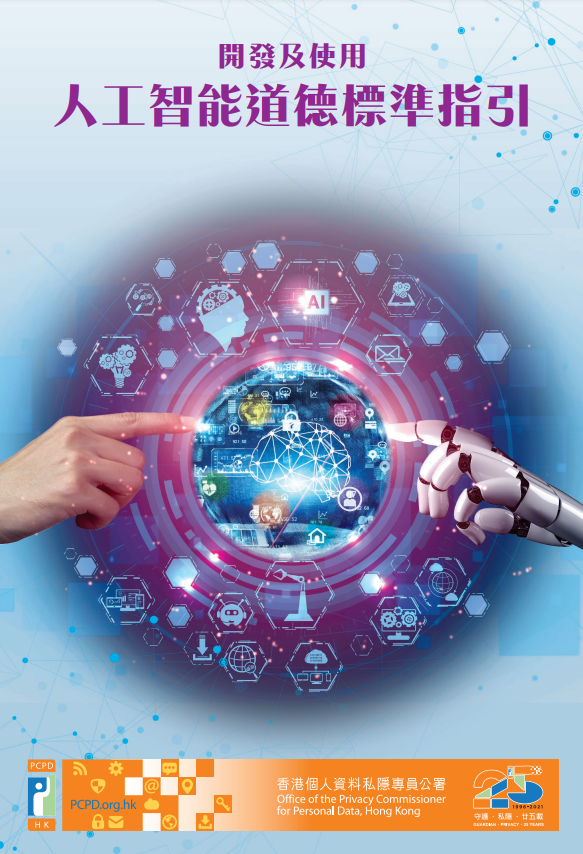 開發及使用
人工智能道德標準指引
AI
PCPD
HK
PCPD.org.hk
香港個人資料私隱專員公署
Office of the Privacy Commissioner
for Personal Data, Hong Kong
25
1996-2021
守護·私隱·廿五載
GUARDIAN · PRIVACY · 25 YEARS